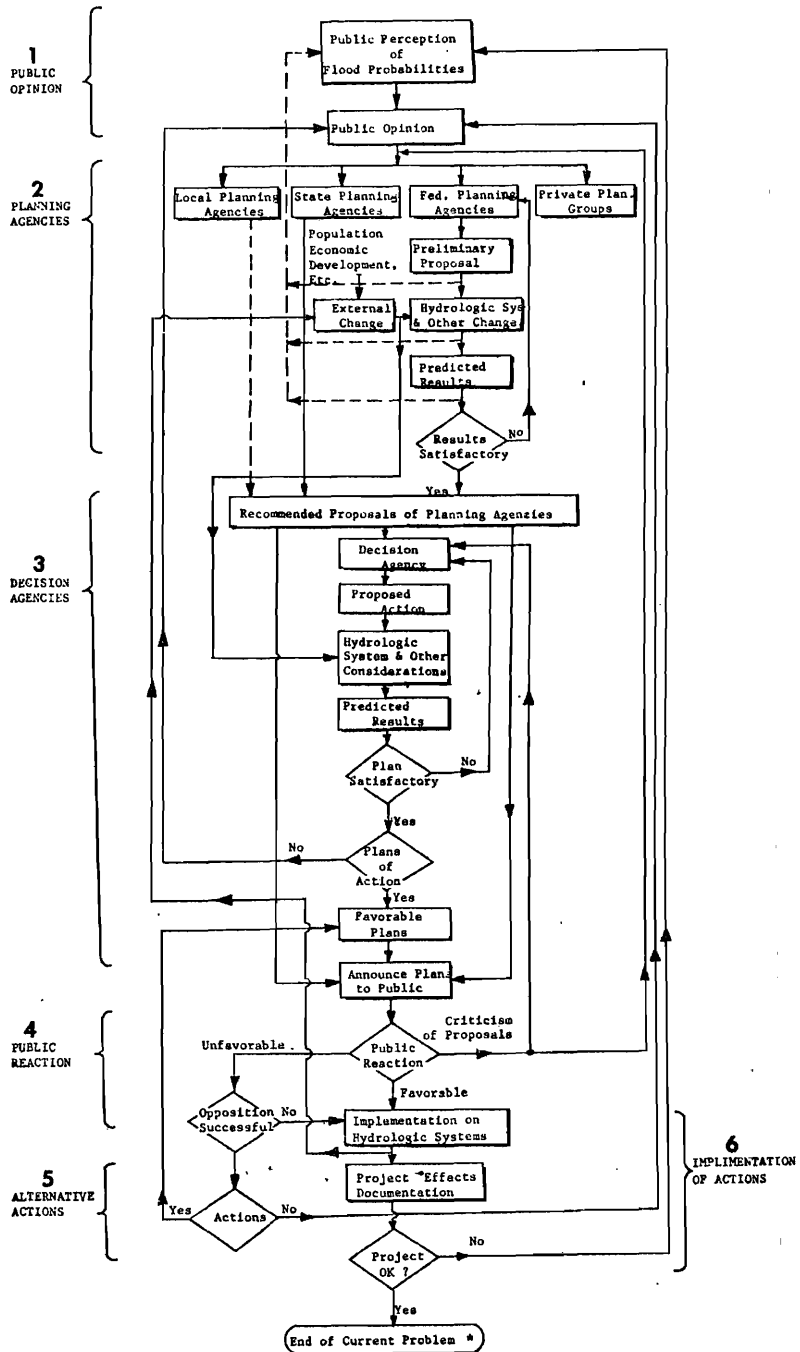 1
PUBLIC
OPINION
Public Perception
of
Flood Probabilities
Public Opinion
2
PLANNING
AGENCIES
Local Planning
Agencies
State Planning
Agencies
Fed. Planning
Agencies
Private Plan.
Groups
Population
Economic
Development,
Etc.
Preliminary
Proposal
External
Change
Hydrologic Sys
& Other Change
Predicted
Results
Results
Satisfactory
No
Yes
Recommended Proposals of Planning Agencies
3
DECISION
AGENCIES
Decision
Agency
Proposed
Action
Hydrologic
System & Other
Considerations
Predicted
Results
Plan
Satisfactory
No
Yes
Plans
of
Action
No
Yes
Favorable
Plans
Announce Plans
to Public
4
PUBLIC
REACTION
Public
Reaction
Criticism
of Proposals
Unfavorable
Favorable
Opposition
Successful
No
Implementation on
Hydrologic Systems
5
ALTERNATIVE
ACTIONS
Project Effects
Documentation
Yes
Actions
No
6
IMPLIMENTATION
OF ACTIONS
Project
OK ?
No
Yes
End of Current Problem *